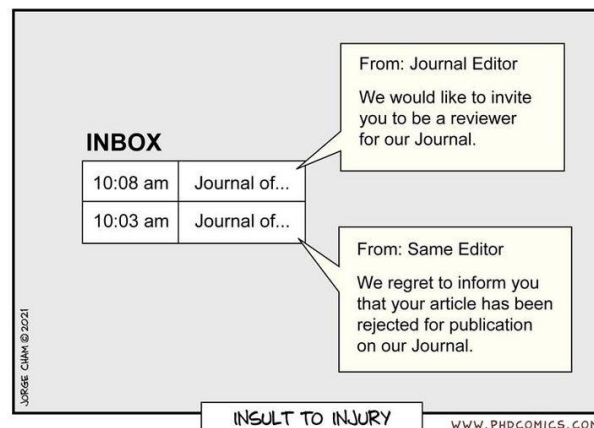 From: Journal Editor
We would like to invite
you to be a reviewer
for our Journal.
INBOX
10:08 am Journal of...
10:03 am Journal of...
From: Same Editor
We regret to inform you
that your article has been
rejected for publication
on our Journal.
JORGE CHAM © 2021
INSULT TO INJURY
WWW.PHDCOMICS.COM